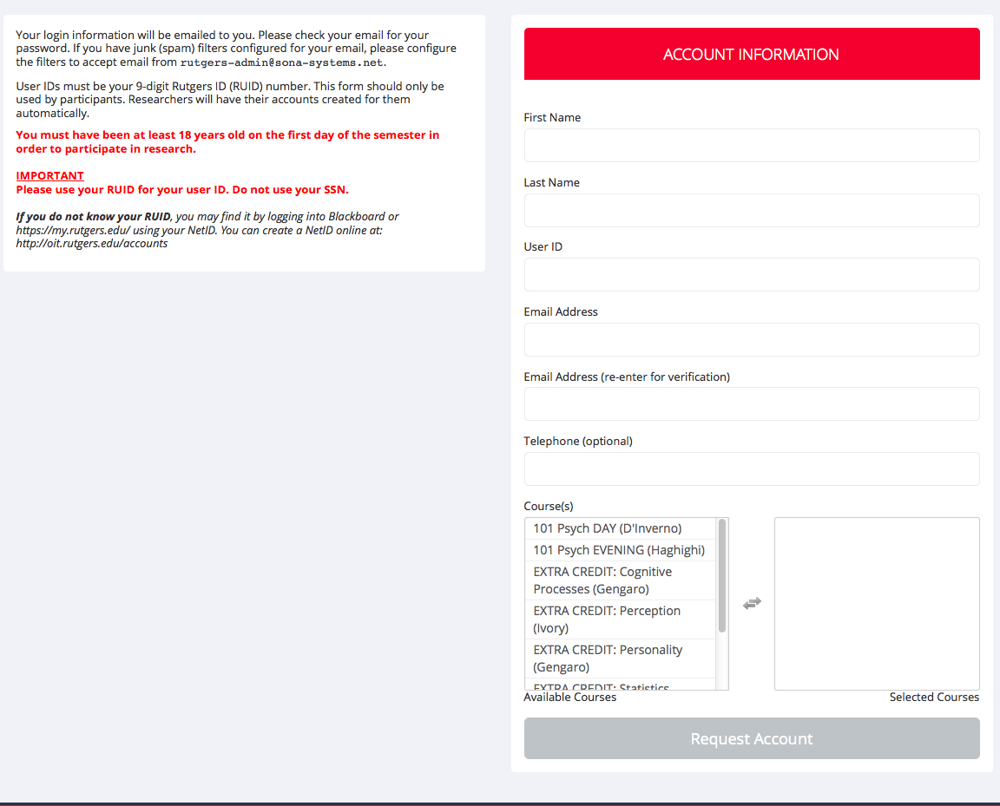 Your login information will be emailed to you. Please check your email for your
password. If you have junk (spam) filters configured for your email, please configure
the filters to accept email from rutgers-admin@sona-systems.net.
User IDs must be your 9-digit Rutgers ID (RUID) number. This form should only be
used by participants. Researchers will have their accounts created for them
automatically.
You must have been at least 18 years old on the first day of the semester in
order to participate in research.
IMPORTANT
Please use your RUID for your user ID. Do not use your SSN.
If you do not know your RUID, you may find it by logging into Blackboard or
https://my.rutgers.edu/ using your NetID. You can create a NetID online at:
http://oit.rutgers.edu/accounts
ACCOUNT INFORMATION
First Name
Last Name
User ID
Email Address
Email Address (re-enter for verification)
Telephone (optional)
Course(s)
101 Psych DAY (D'Inverno)
101 Psych EVENING (Haghighi)
EXTRA CREDIT: Cognitive
Processes (Gengaro)
EXTRA CREDIT: Perception
(Ivory)
EXTRA CREDIT: Personality
(Gengaro)
EXTRA CREDIT: Statistics
Available Courses
Selected Courses
Request Account